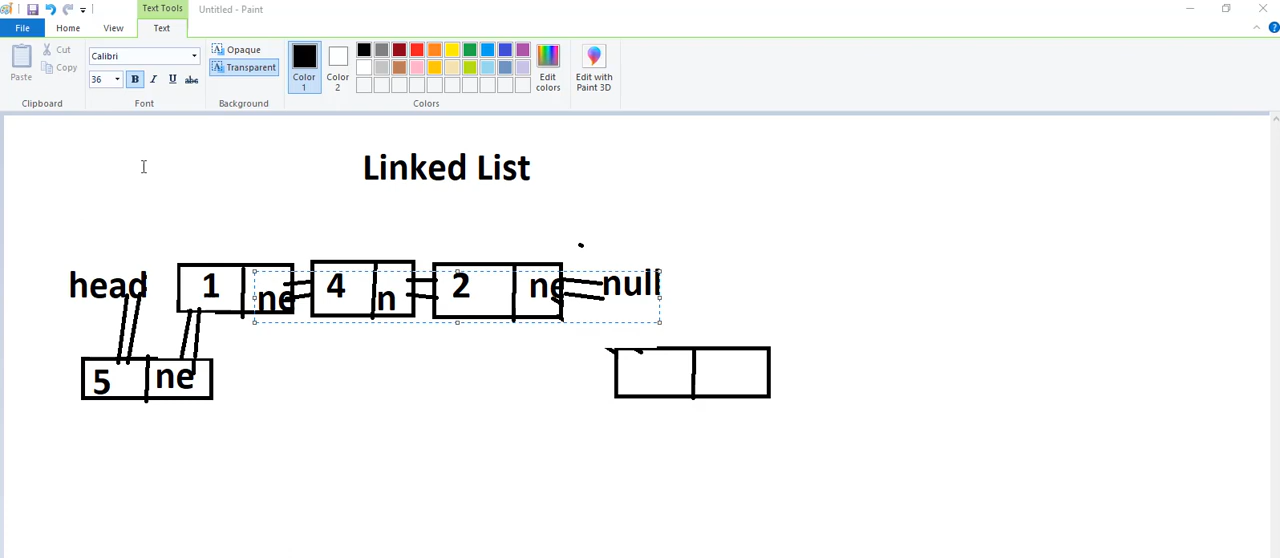 Text Tools
Untitled - Paint
File
Home
View
Text
Paste
Cut
Copy
Clipboard
Calibri
36
B I U abc
Font
Opaque
Transparent
Background
Color 1
Color 2
Edit colors
Edit with Paint 3D
Colors
Linked List
head 1 ne 4 n 2 ne null
5 ne